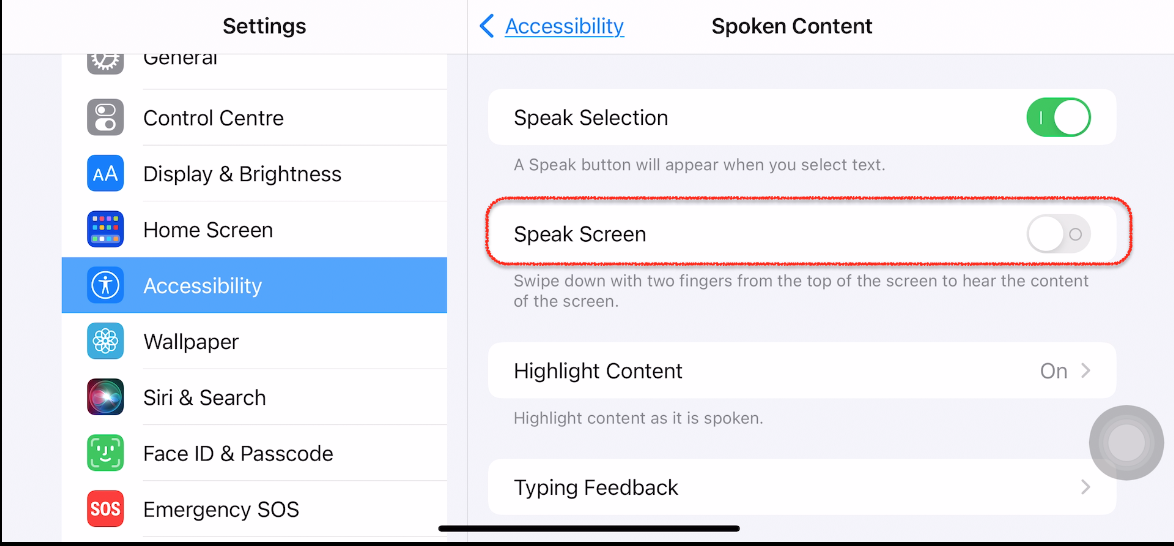 Settings
General
Control Centre
AA
Display & Brightness
Home Screen
Accessibility
Wallpaper
Siri & Search
Face ID & Passcode
SOS
Emergency SOS
Accessibility
Spoken Content
Speak Selection
A Speak button will appear when you select text.
Speak Screen
Swipe down with two fingers from the top of the screen to hear the content
of the screen.
Highlight Content
On
Highlight content as it is spoken.
Typing Feedback